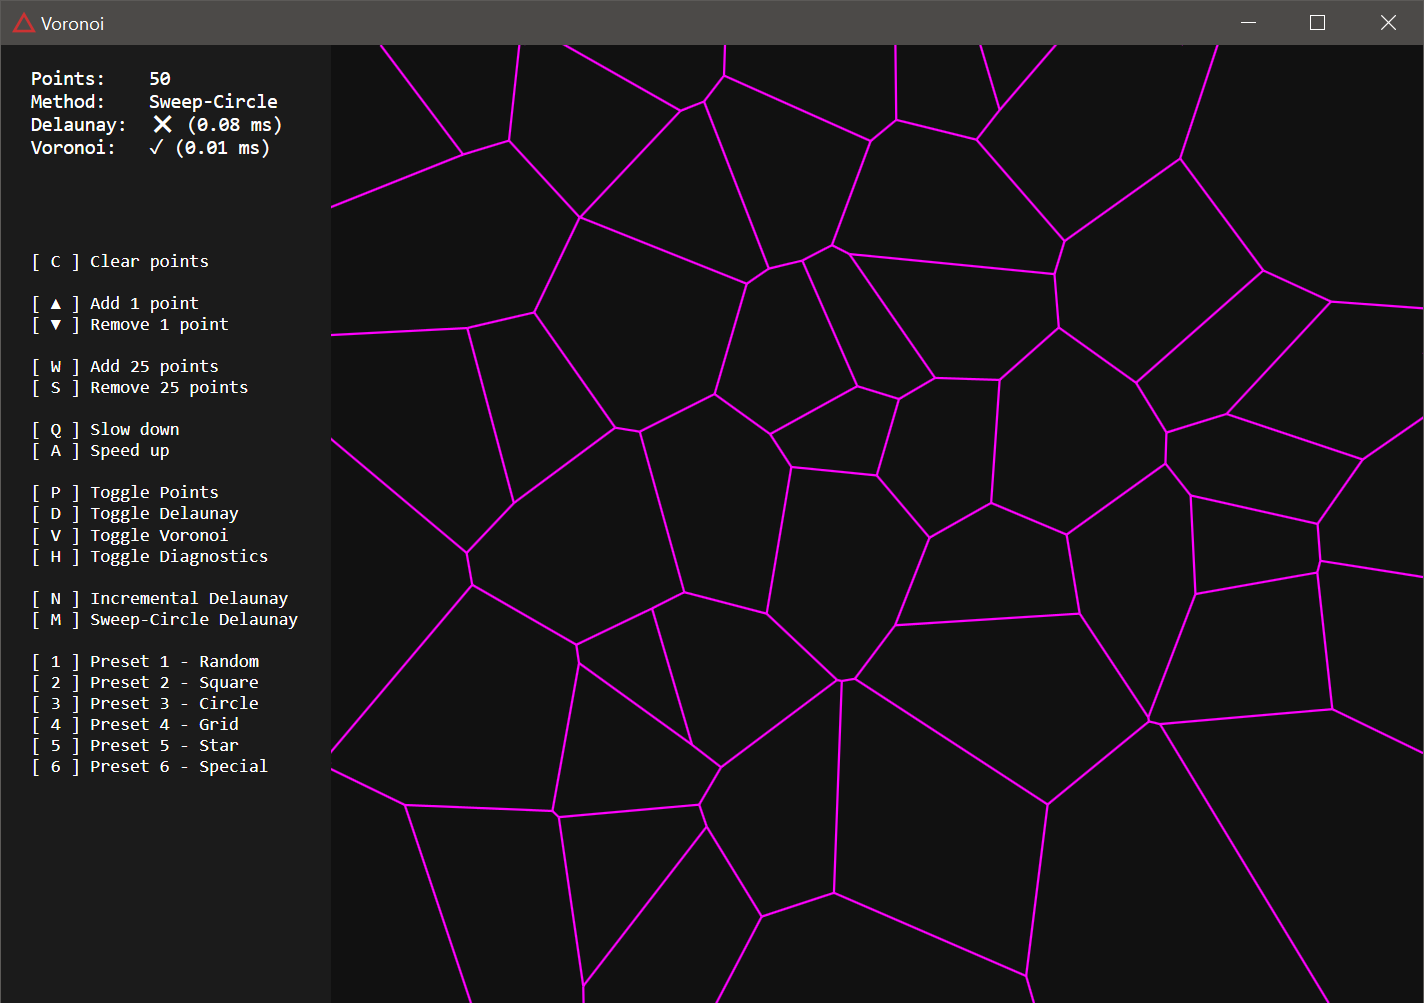 Voronoi
Points: 50
Method: Sweep-Circle
Delaunay: ❌ (0.08 ms)
Voronoi: ✓ (0.01 ms)
[ C ] Clear points
[ ▲ ] Add 1 point
[ ▼ ] Remove 1 point
[ W ] Add 25 points
[ S ] Remove 25 points
[ Q ] Slow down
[ A ] Speed up
[ P ] Toggle Points
[ D ] Toggle Delaunay
[ V ] Toggle Voronoi
[ H ] Toggle Diagnostics
[ N ] Incremental Delaunay
[ M ] Sweep-Circle Delaunay
[ 1 ] Preset 1 - Random
[ 2 ] Preset 2 - Square
[ 3 ] Preset 3 - Circle
[ 4 ] Preset 4 - Grid
[ 5 ] Preset 5 - Star
[ 6 ] Preset 6 - Special